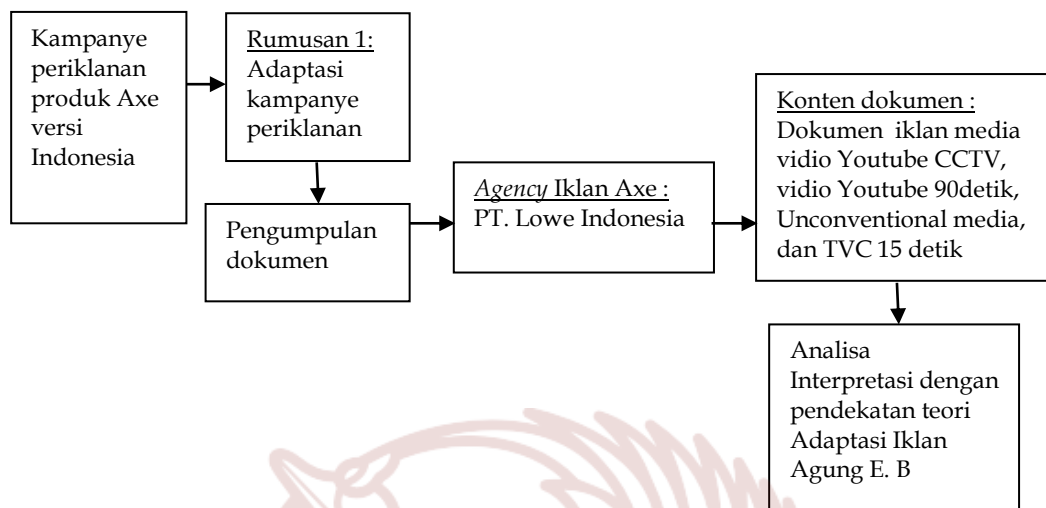 Kampanye
periklanan
produk Axe
versi
Indonesia
Rumusan 1:
Adaptasi
kampanye
periklanan
Pengumpulan
dokumen
Agency Iklan Axe :
PT. Lowe Indonesia
Konten dokumen :
Dokumen iklan media
vidio Youtube CCTV,
vidio Youtube 90detik,
Unconventional media,
dan TVC 15 detik
Analisa
Interpretasi dengan
pendekatan teori
Adaptasi Iklan
Agung E. B